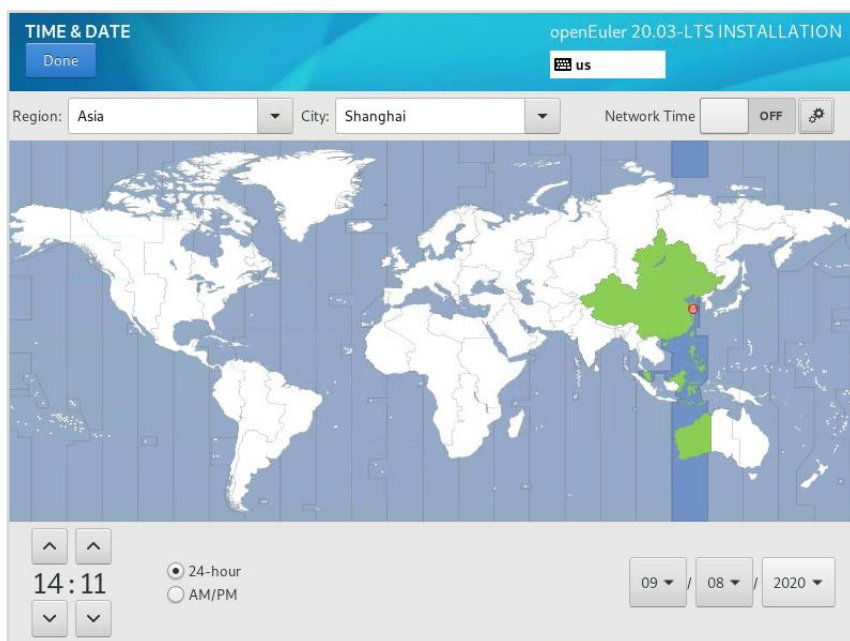 TIME & DATE openEuler 20.03-LTS INSTALLATION
Done us
Region: Asia City: Shanghai Network Time OFF
14:11
24-hour
AM/PM
09 / 08 / 2020